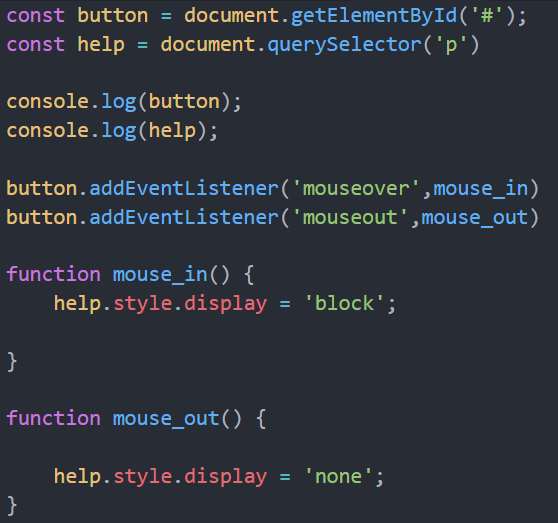 const button = document.getElementById('#');
const help = document.querySelector('p')
console.log(button);
console.log(help);
button.addEventListener('mouseover',mouse_in)
button.addEventListener('mouseout',mouse_out)
function mouse_in() {
    help.style.display = 'block';
}
function mouse_out() {
    help.style.display = 'none';
}